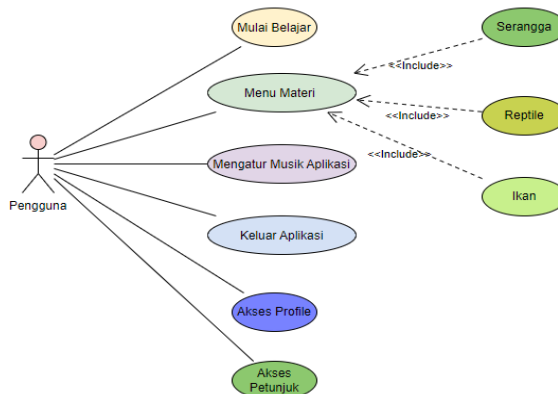 Mulai Belajar
Serangga
<<Include>>
Menu Materi
<<Include>>
Reptile
Mengatur Musik Aplikasi
<<Include>>
Pengguna
Ikan
Keluar Aplikasi
Akses Profile
Akses
Petunjuk